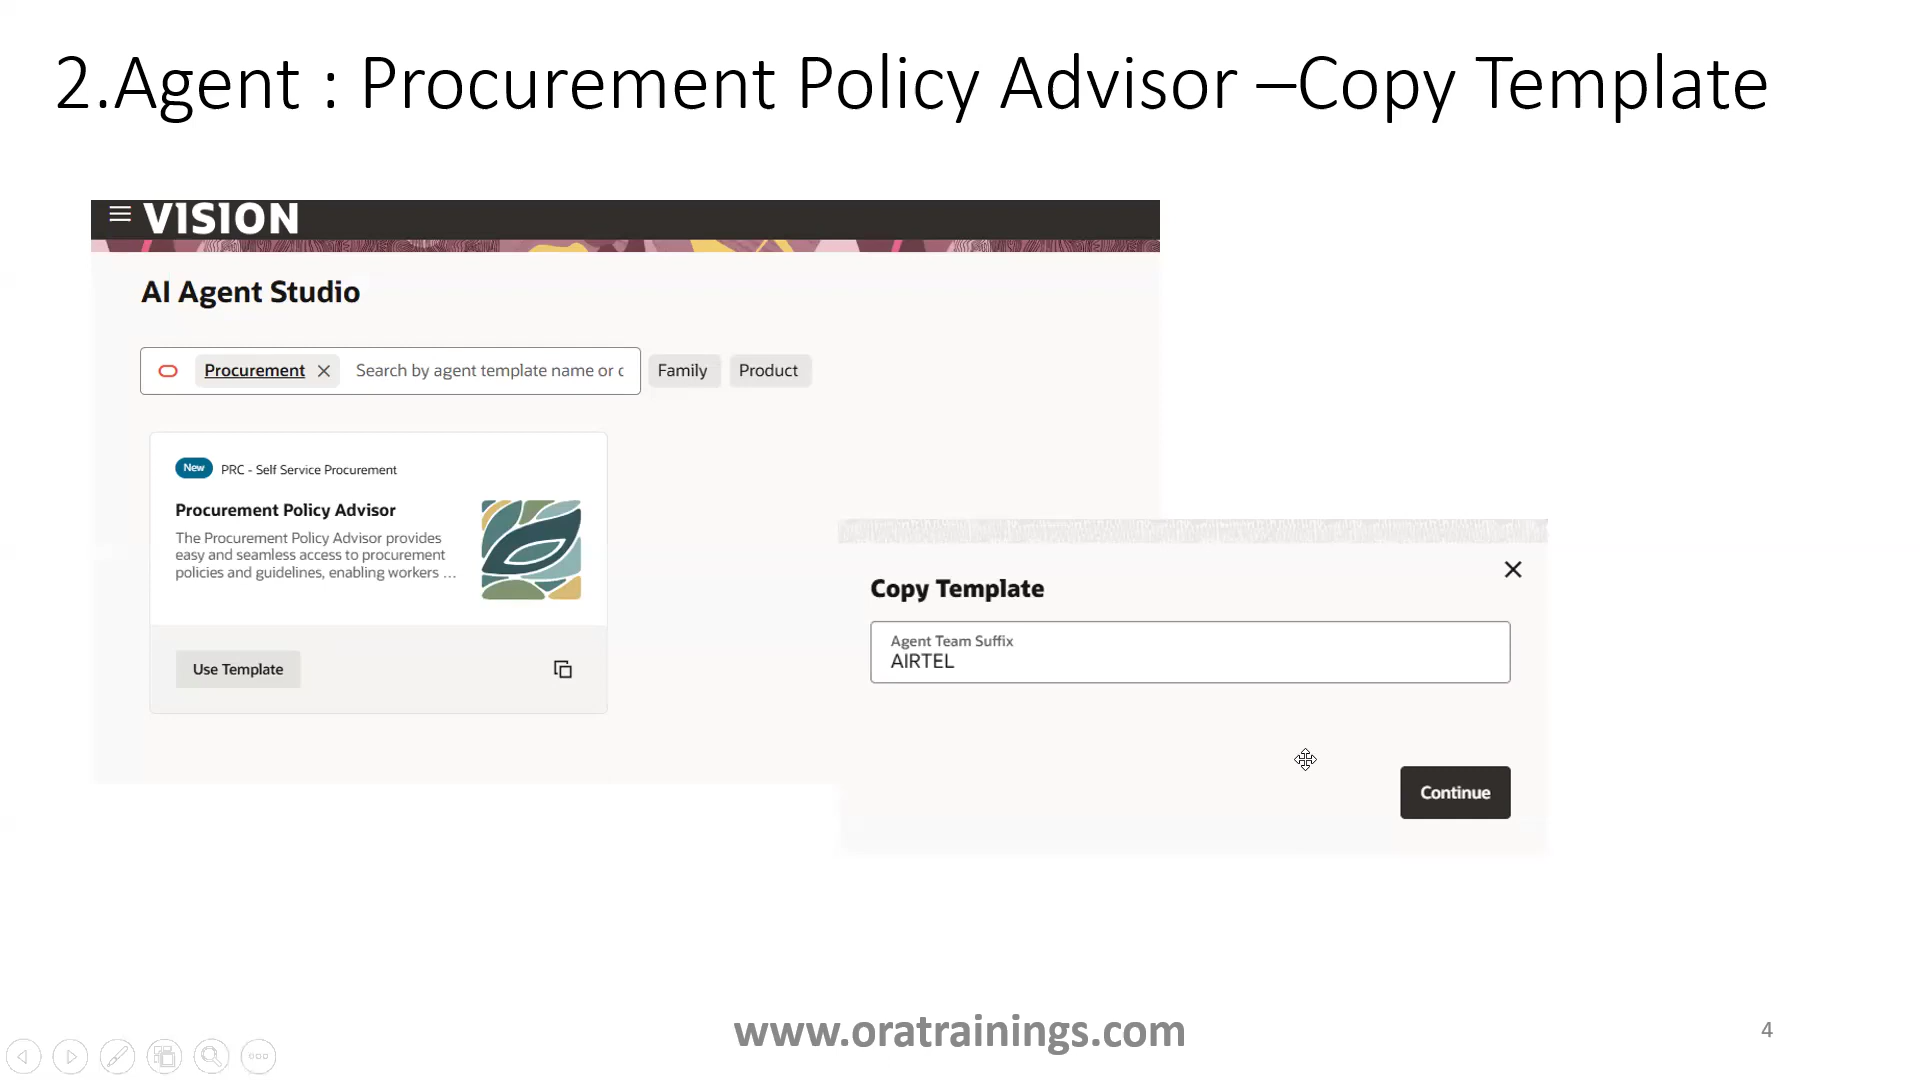 2.Agent : Procurement Policy Advisor –Copy Template
VISION
AI Agent Studio
Procurement Search by agent template name or c Family Product
New PRC - Self Service Procurement
Procurement Policy Advisor
The Procurement Policy Advisor provides
easy and seamless access to procurement
policies and guidelines, enabling workers ...
Use Template
Copy Template
Agent Team Suffix
AIRTEL
Continue
www.oratrainings.com
4